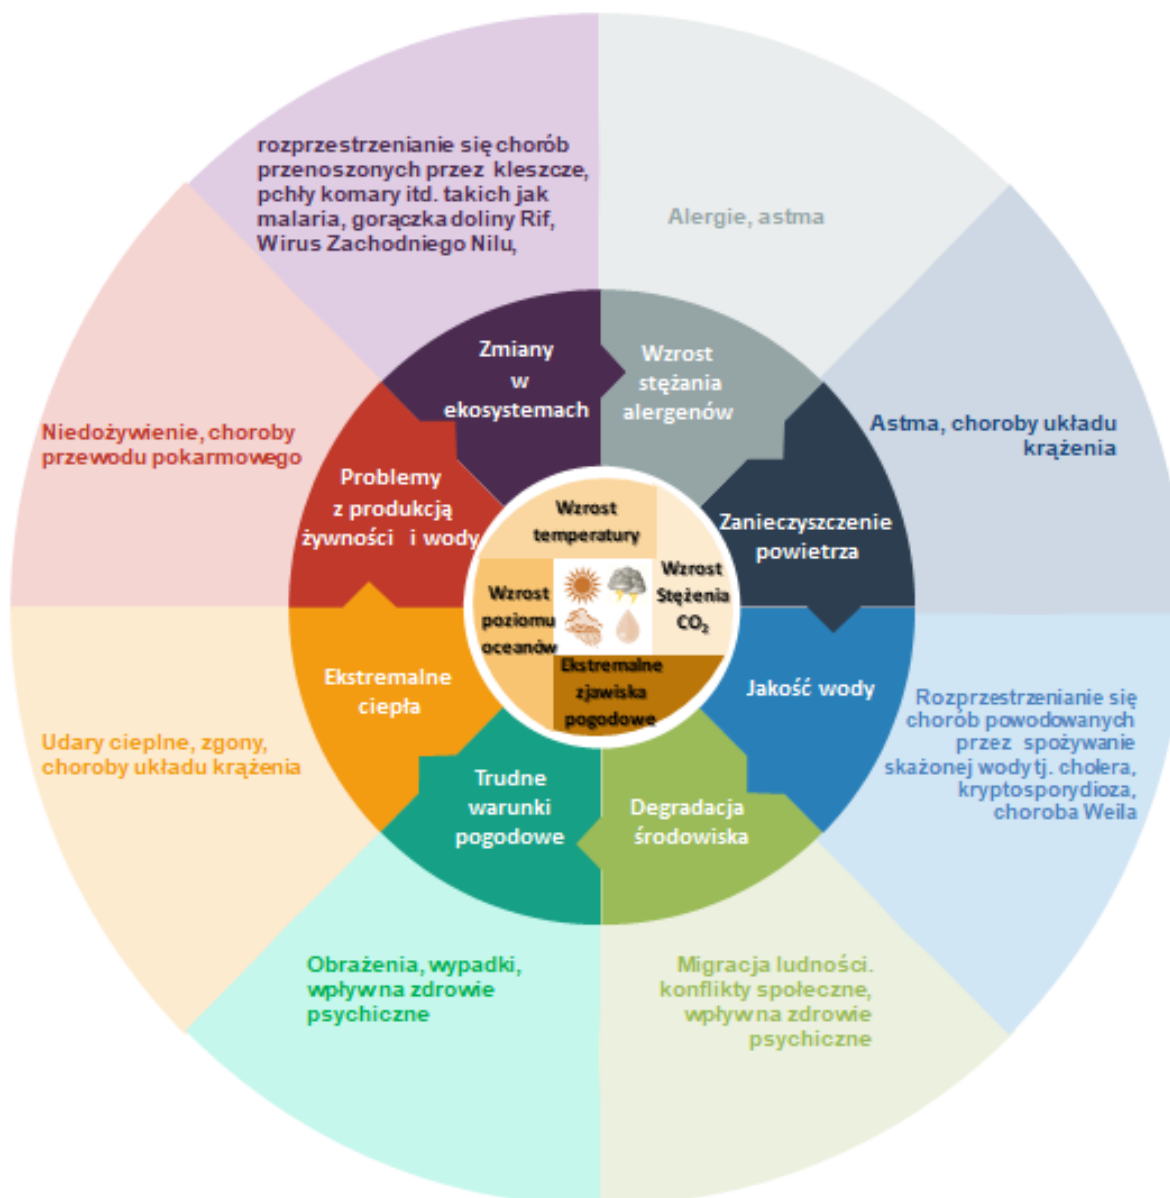 rozprzestrzenianie się chorób
przenoszonych przez kleszcze,
pchły komary itd. takich jak
malaria, gorączka doliny Rif,
Wirus Zachodniego Nilu,
Alergie, astma
Astma, choroby układu
krążenia
Rozprzestrzenianie się
chorób powodowanych
przez spożywanie
skażonej wody tj. cholera,
kryptosporydioza,
choroba Weila
Migracja ludności.
konflikty społeczne,
wpływ na zdrowie
psychiczne
Obrażenia, wypadki,
wpływ na zdrowie
psychiczne
Udary cieplne, zgony,
choroby układu krążenia
Niedożywienie, choroby
przewodu pokarmowego
Zmiany
w
ekosystemach
Wzrost
stężania
alergenów
Zanieczyszczenie
powietrza
Jakość wody
Degradacja
środowiska
Trudne
warunki
pogodowe
Ekstremalne
ciepła
Problemy
z produkcją
żywności i wody
Wzrost
temperatury
Wzrost
Stężenia
CO₂
Ekstremalne
zjawiska
pogodowe
Wzrost
poziomu
oceanów